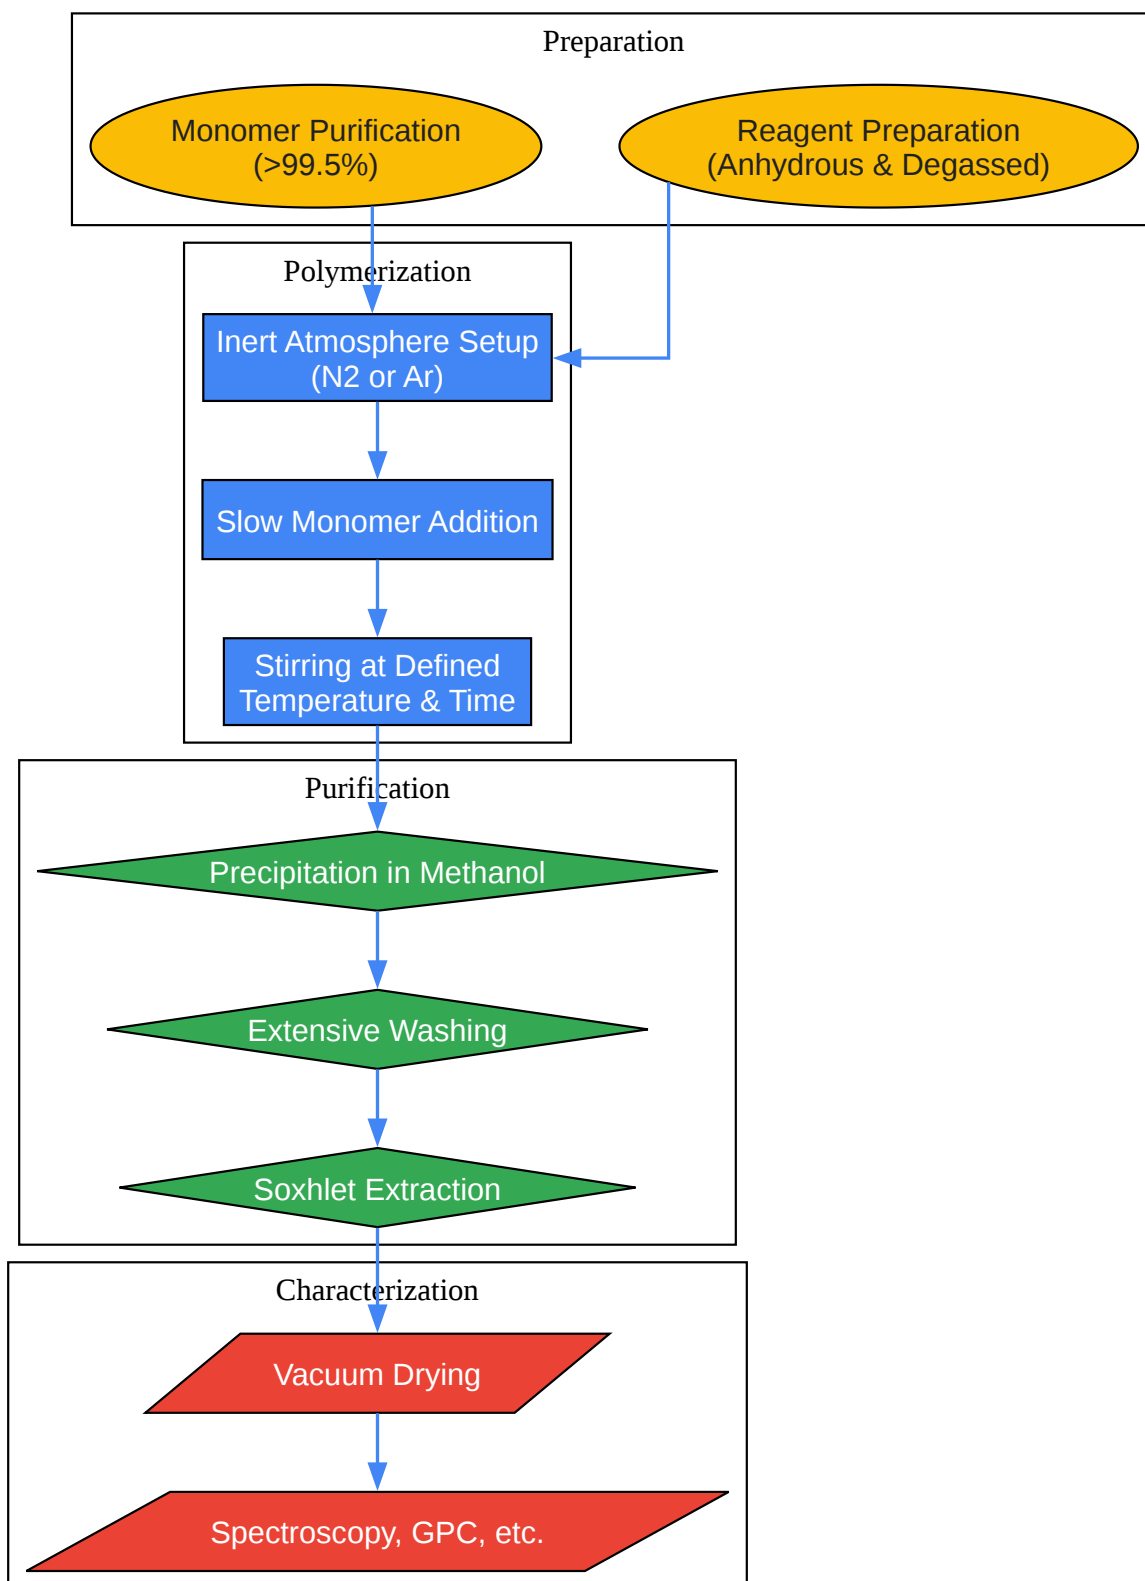 Preparation
Monomer Purification
(>99.5%)
Reagent Preparation
(Anhydrous & Degassed)
Polymerization
Inert Atmosphere Setup
(N2 or Ar)
Slow Monomer Addition
Stirring at Defined
Temperature & Time
Purification
Precipitation in Methanol
Extensive Washing
Soxhlet Extraction
Characterization
Vacuum Drying
Spectroscopy, GPC, etc.